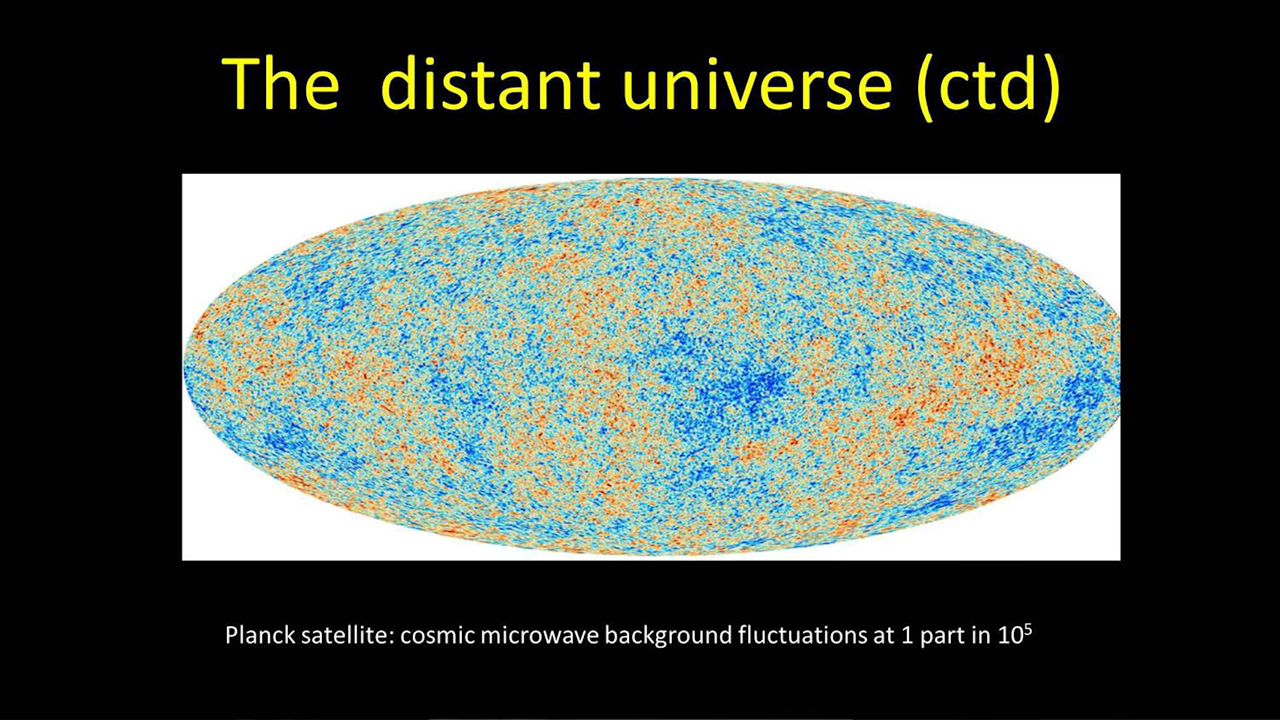 The  distant universe (ctd)
Planck satellite: cosmic microwave background fluctuations at 1 part in 10⁵